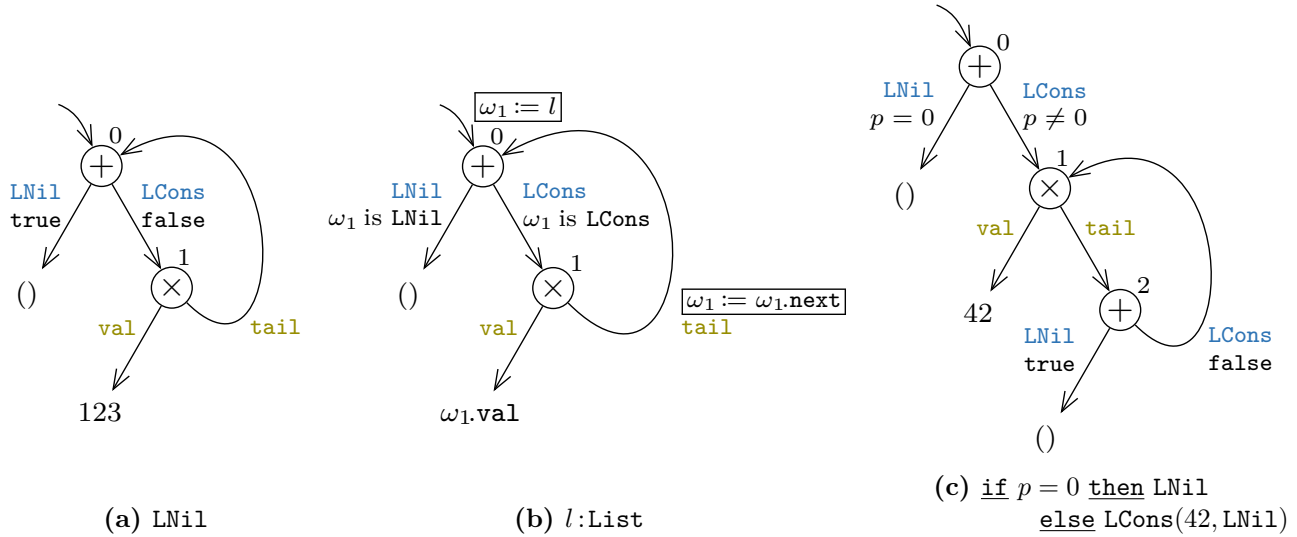 0
+
LNil
true
LCons
false
()
1
×
val
tail
123
(a) LNil
ω₁ := l
0
+
LNil
ω₁ is LNil
LCons
ω₁ is LCons
()
1
×
ω₁ := ω₁.next
val
tail
ω₁.val
(b) l:List
0
+
LNil
p = 0
LCons
p ≠ 0
()
1
×
val
tail
42
2
+
LNil
true
LCons
false
()
(c) if p = 0 then LNil
else LCons(42, LNil)